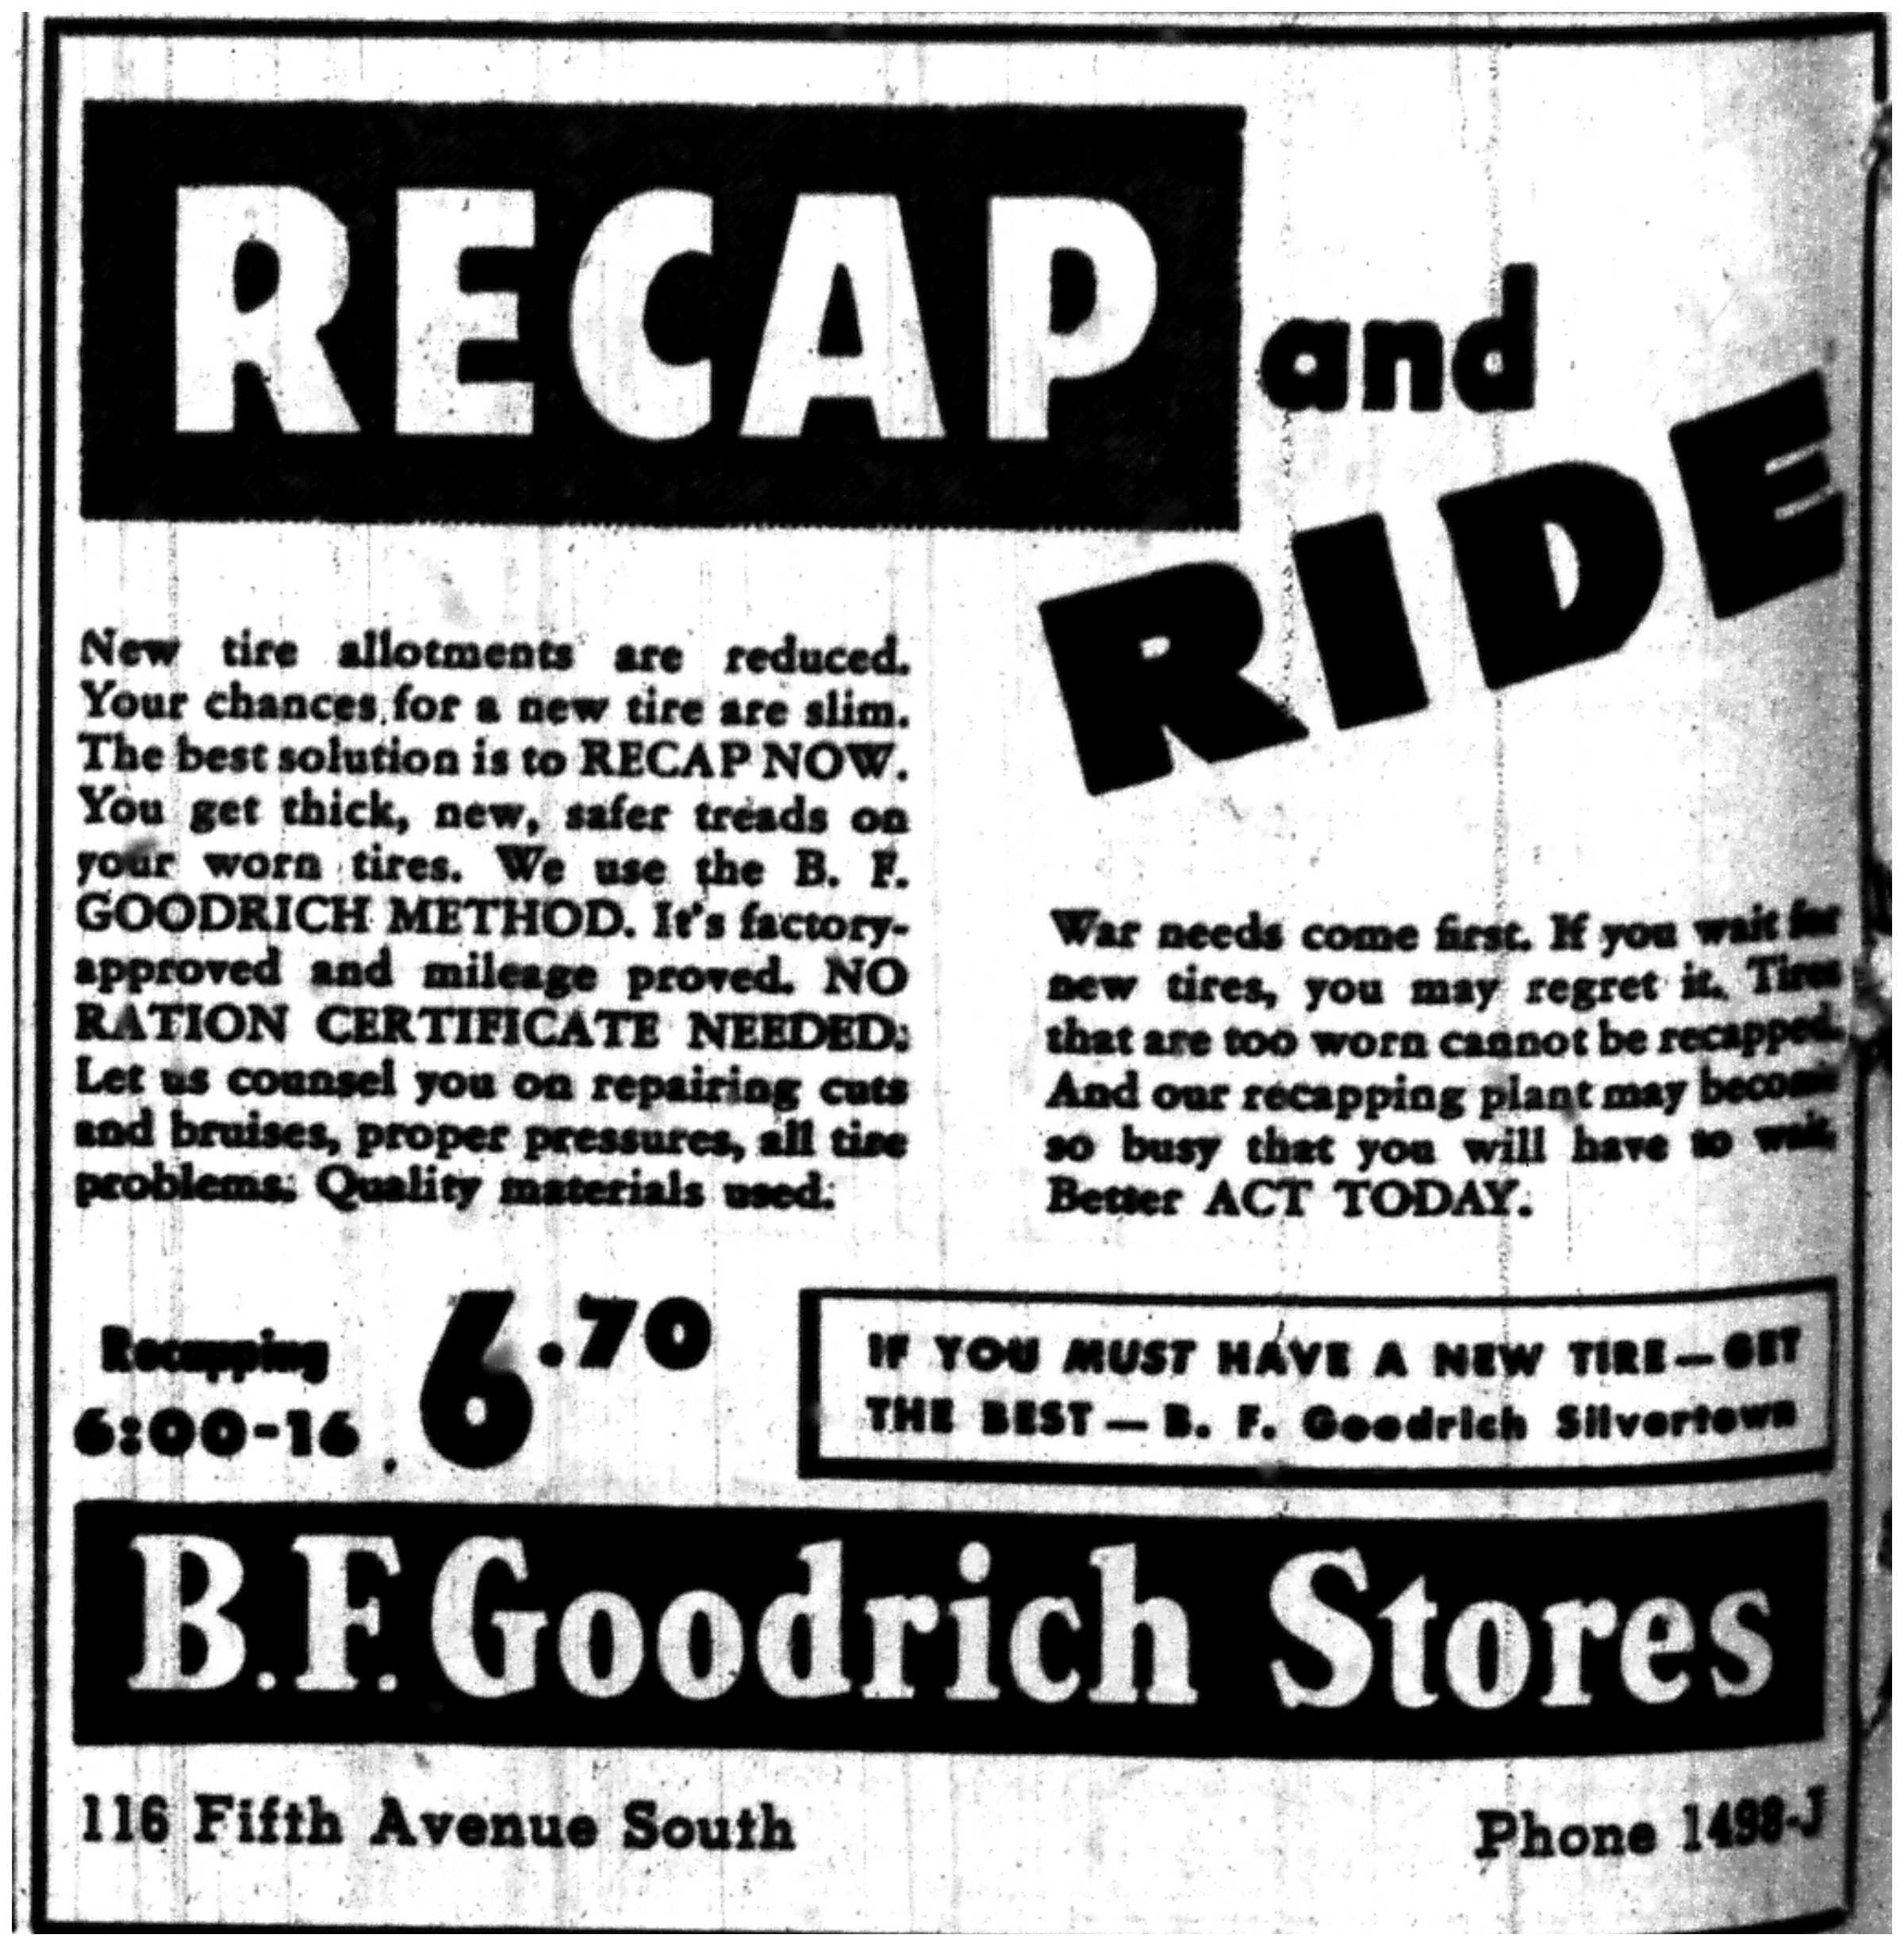 RECAP and
RIDE
New tire allotments are reduced.
Your chances for a new tire are slim.
The best solution is to RECAP NOW.
You get thick, new, safer treads on
your worn tires. We use the B. F.
GOODRICH METHOD. It's factory-
approved and mileage proved. NO
RATION CERTIFICATE NEEDED.
Let us counsel you on repairing cuts
and bruises, proper pressures, all tire
problems. Quality materials used.
War needs come first. If you wait for
new tires, you may regret it. Tires
that are too worn cannot be recapped.
And our recapping plant may become
so busy that you will have to wait.
Better ACT TODAY.
Recapping
6:00-16
6.70
IF YOU MUST HAVE A NEW TIRE—GET
THE BEST — B. F. Goodrich Silvertown
B.F. Goodrich Stores
116 Fifth Avenue South
Phone 1498-J